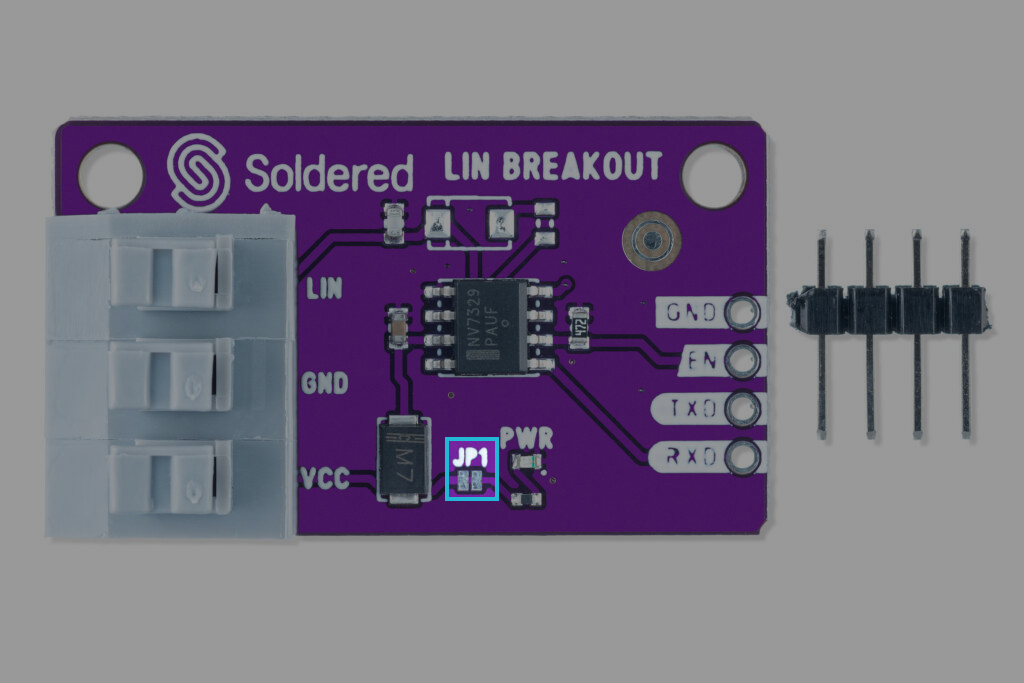 Soldered
LIN BREAKOUT
LIN
GND
VCC
NV7329
PAUF
472
M7
JP1
PWR
GND
EN
TXD
RXD